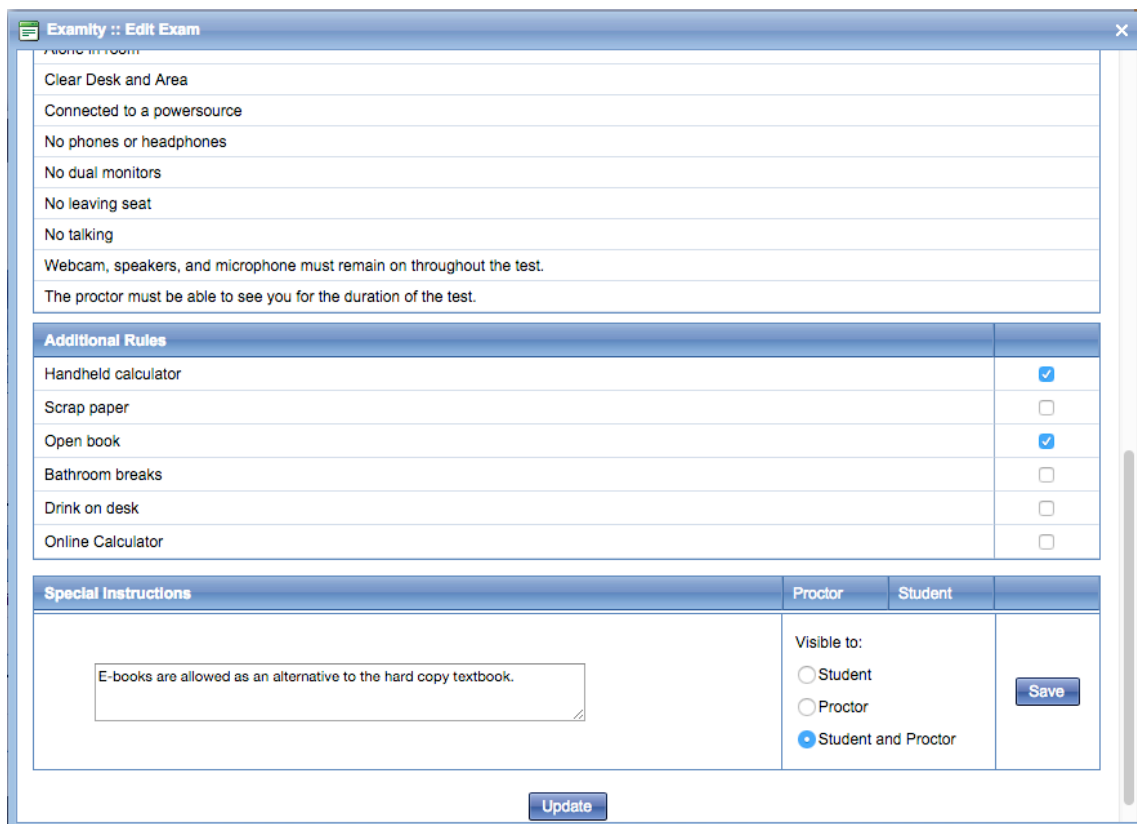 Examity :: Edit Exam
Alone in room
Clear Desk and Area
Connected to a powersource
No phones or headphones
No dual monitors
No leaving seat
No talking
Webcam, speakers, and microphone must remain on throughout the test.
The proctor must be able to see you for the duration of the test.
Additional Rules
Handheld calculator
Scrap paper
Open book
Bathroom breaks
Drink on desk
Online Calculator
Special Instructions Proctor Student
E-books are allowed as an alternative to the hard copy textbook.
Visible to:
Student
Proctor
Student and Proctor
Save
Update